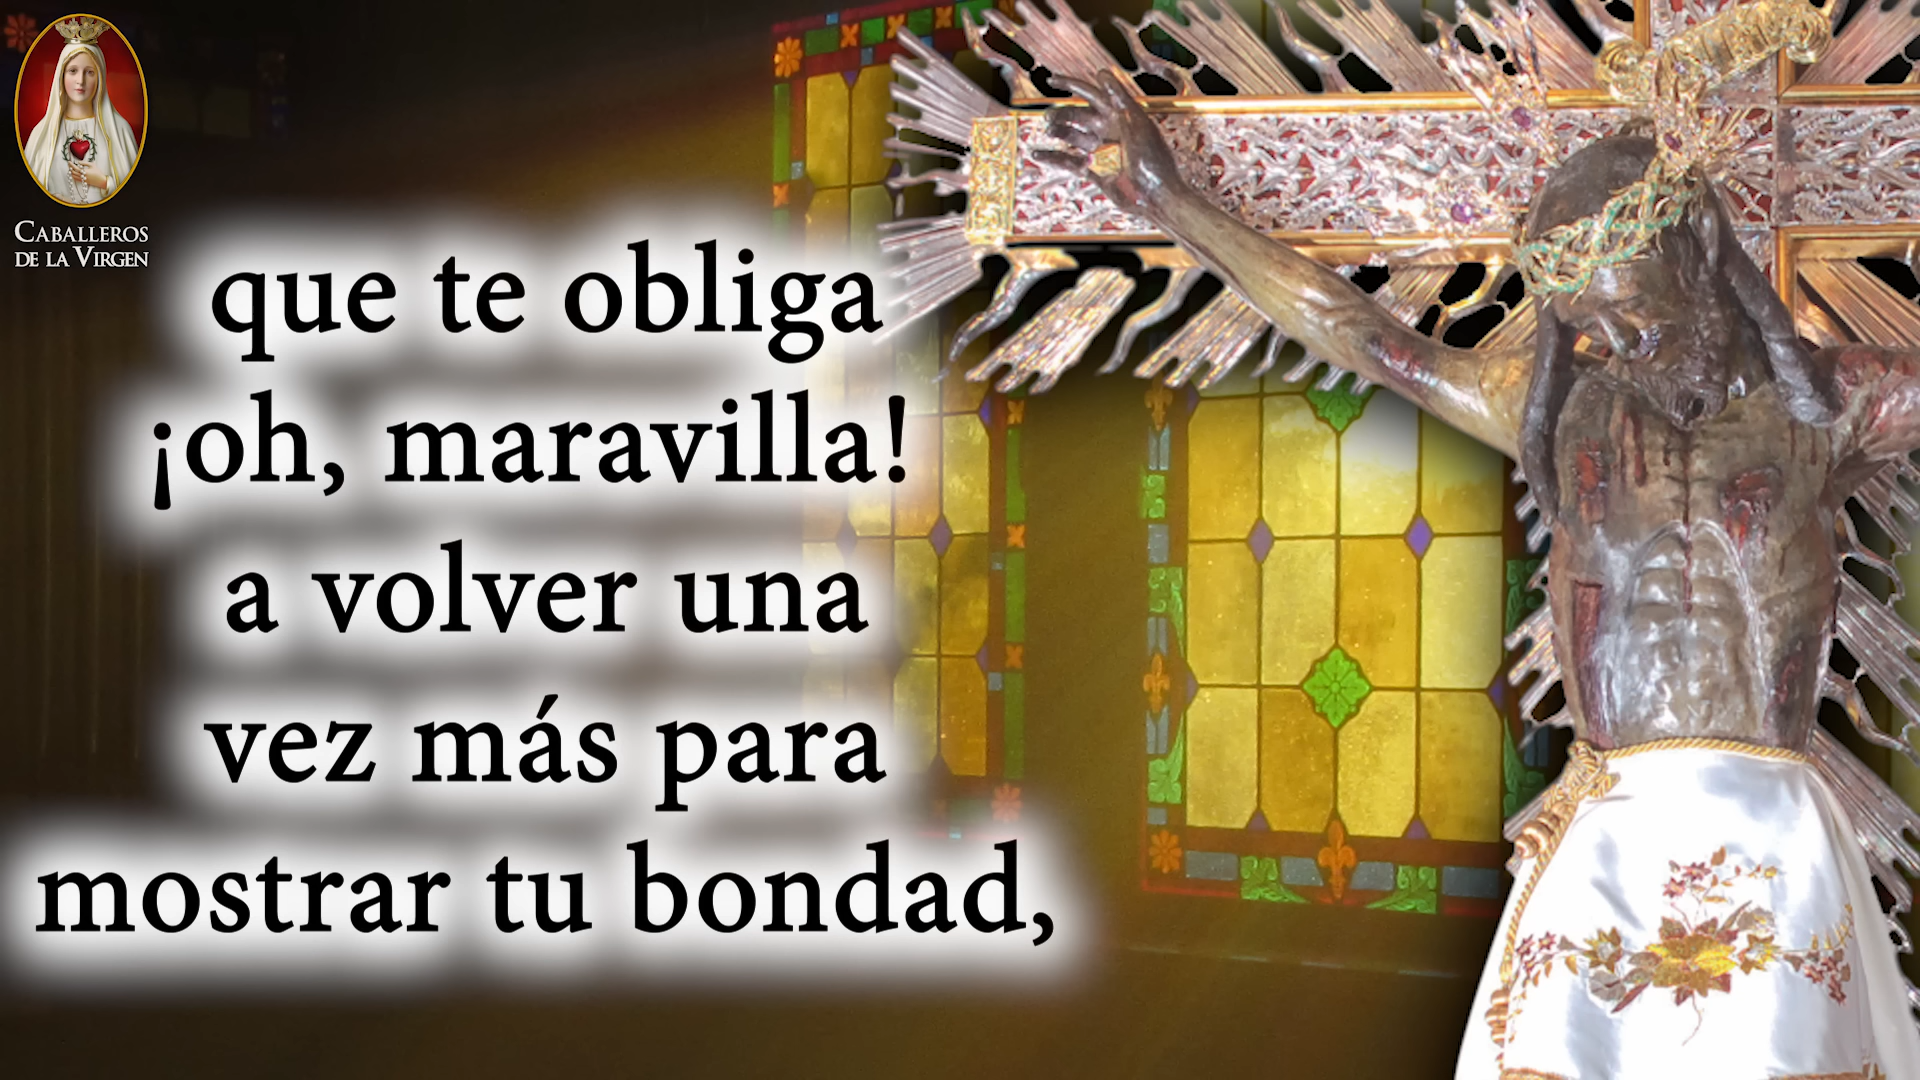 CABALLEROS
DE LA VIRGEN
que te obliga
¡oh, maravilla!
a volver una
vez más para
mostrar tu bondad,